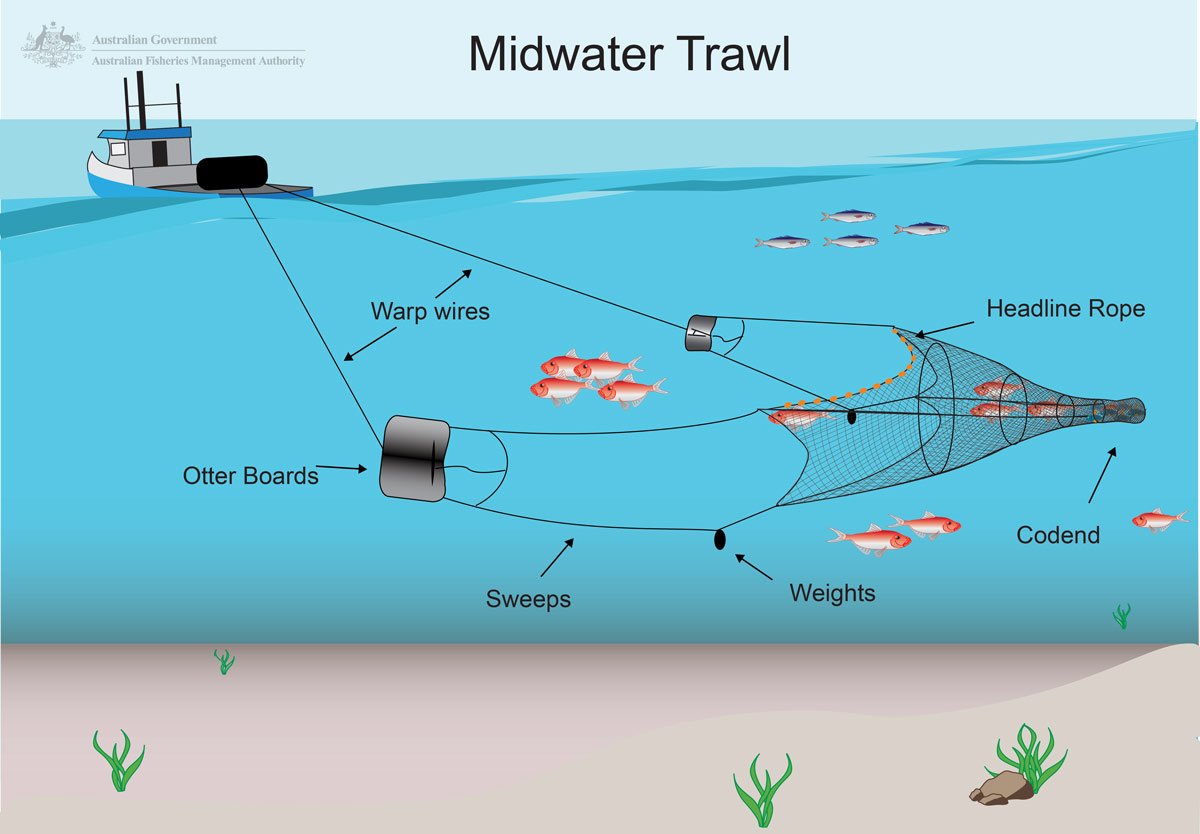 Australian Government
Australian Fisheries Management Authority
Midwater Trawl
Warp wires
Headline Rope
Otter Boards
Codend
Sweeps
Weights